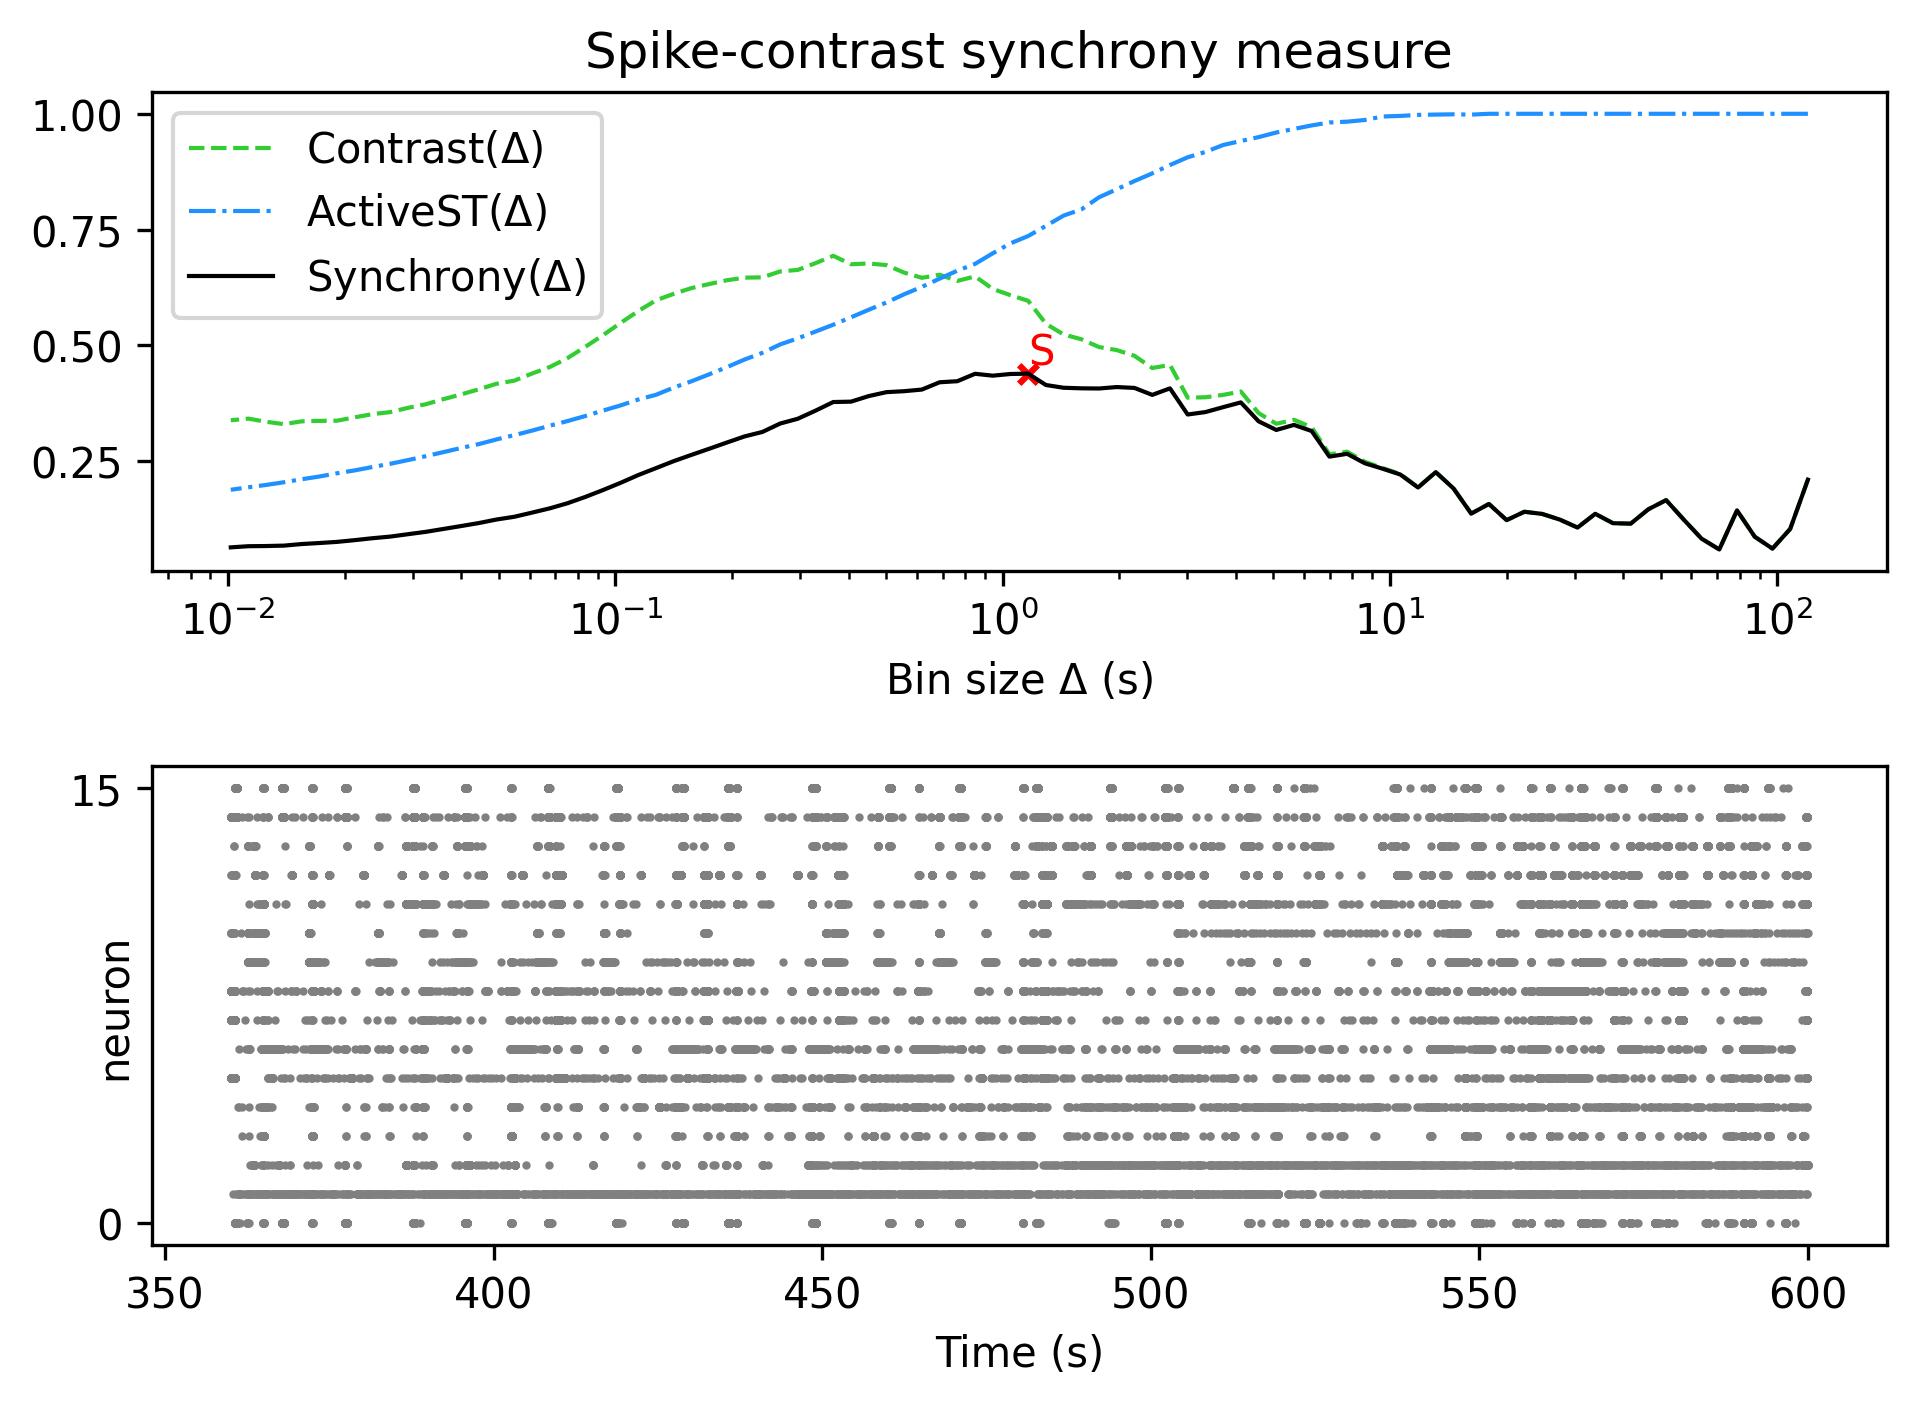 Spike-contrast synchrony measure
1.00
0.75
0.50
0.25
Contrast(Δ)
ActiveST(Δ)
Synchrony(Δ)
S
10⁻² 10⁻¹ 10⁰ 10¹ 10²
Bin size Δ (s)
15
0
neuron
350 400 450 500 550 600
Time (s)